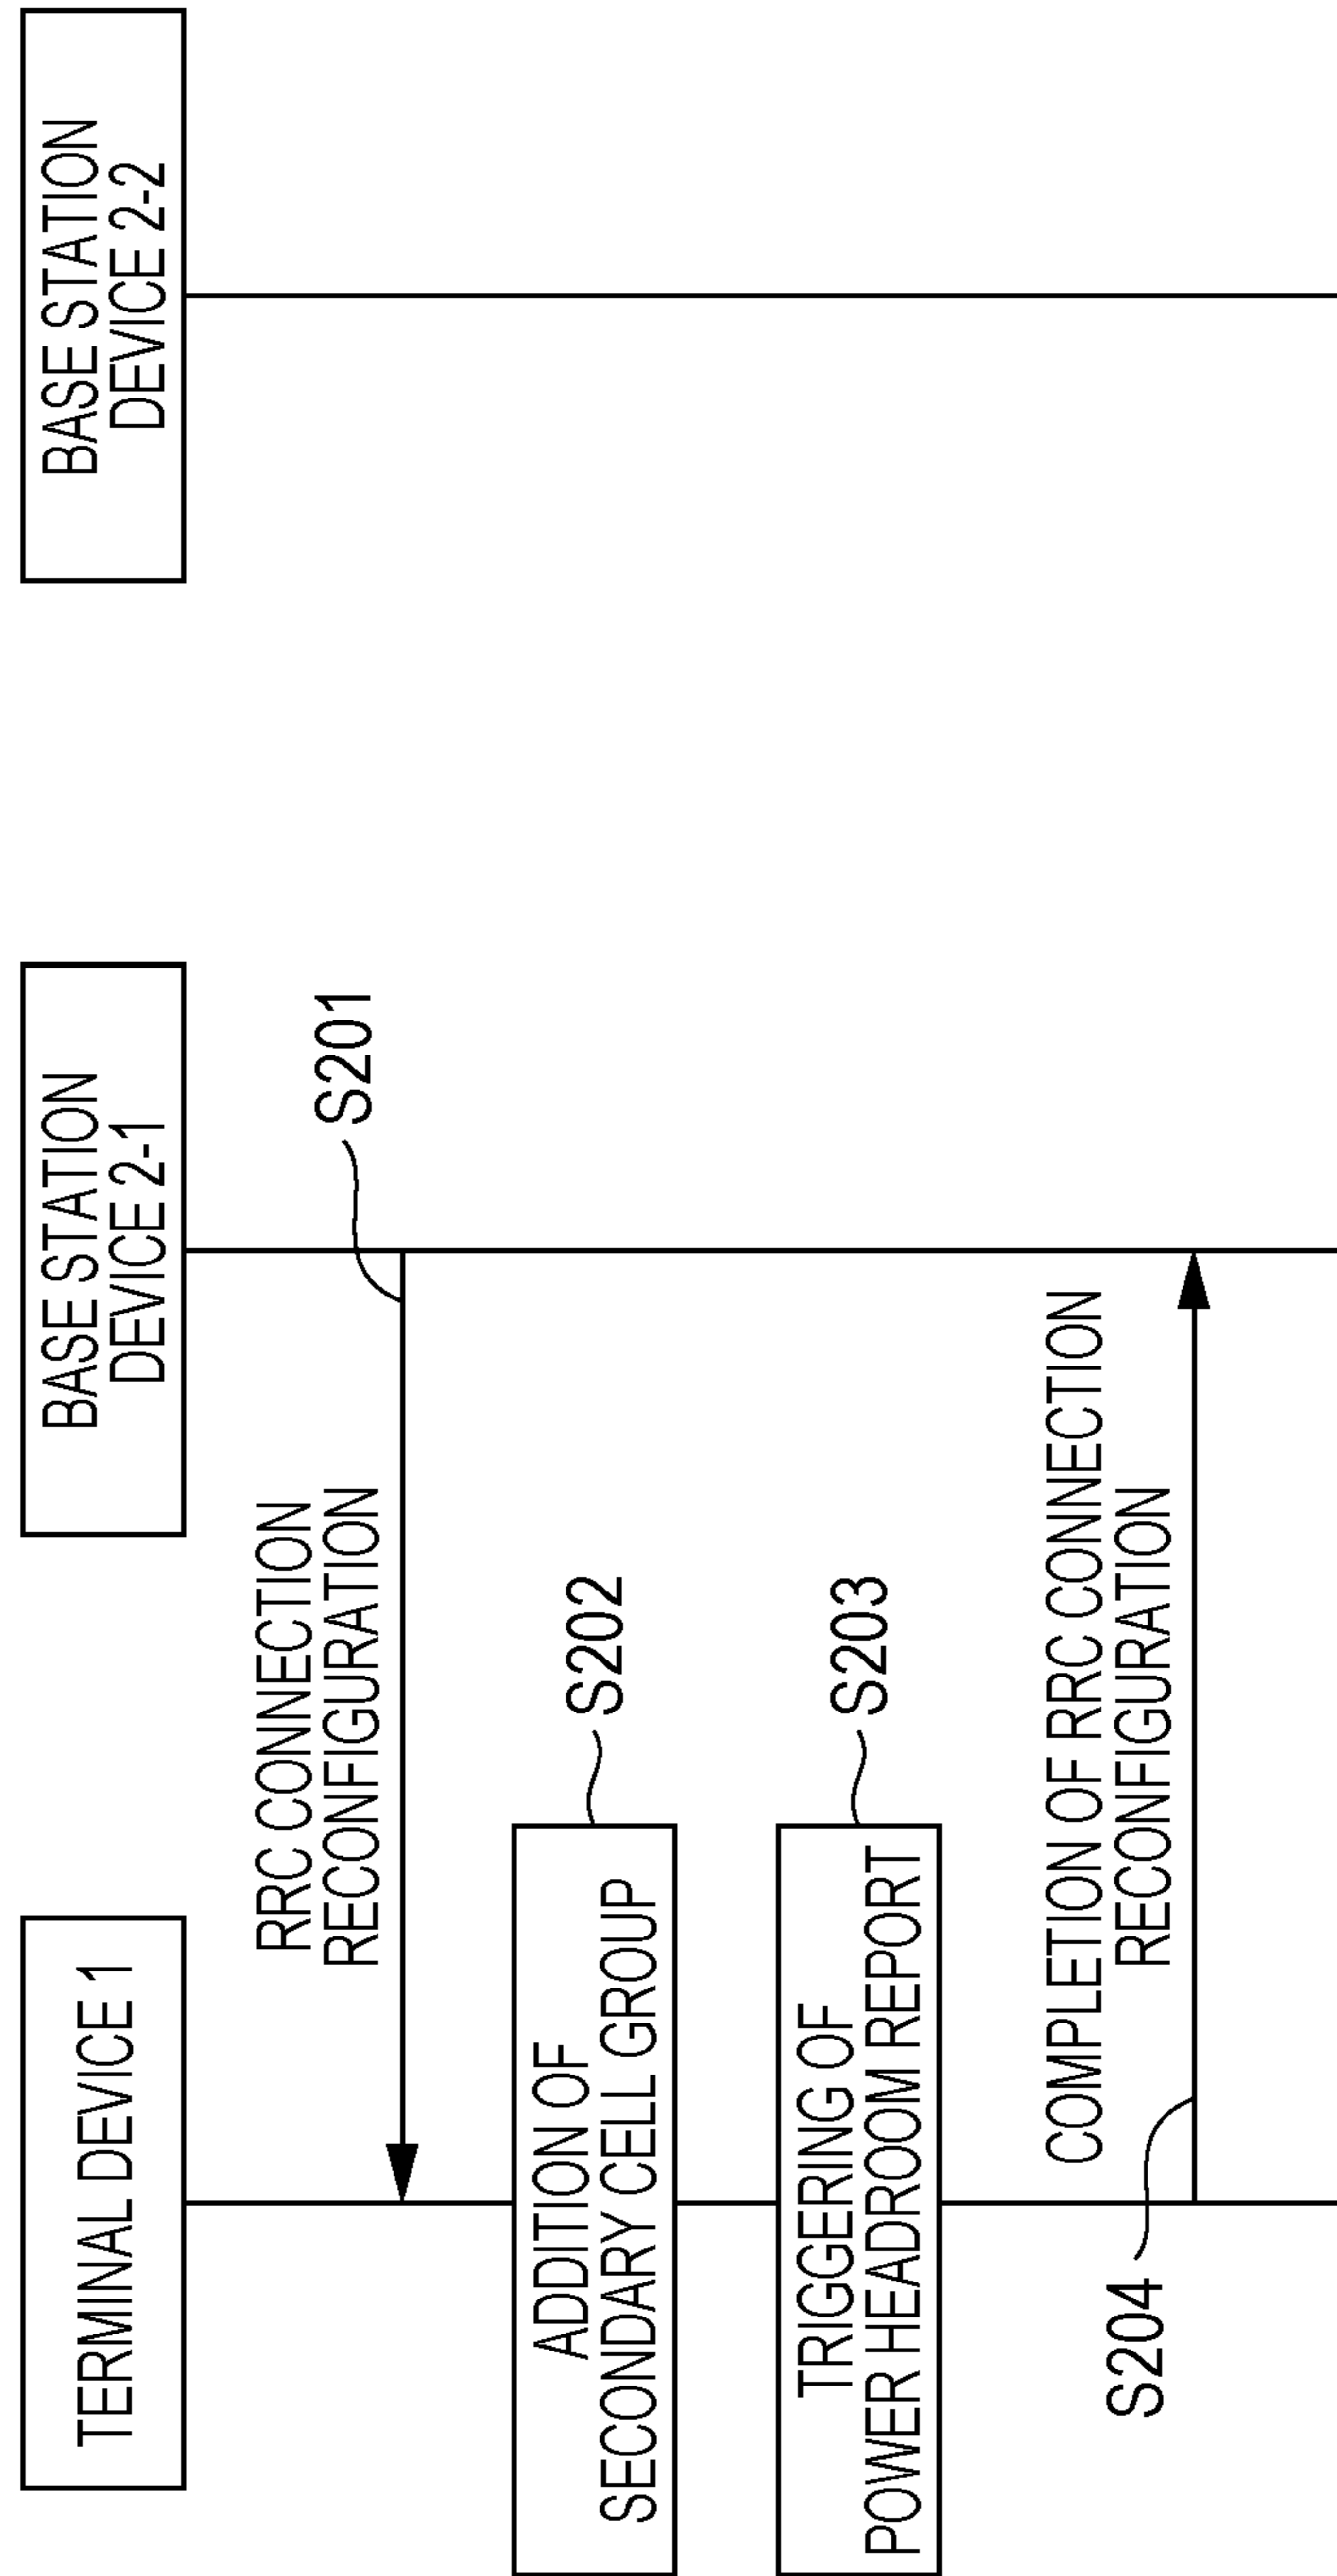 TERMINAL DEVICE 1
BASE STATION
DEVICE 2-1
BASE STATION
DEVICE 2-2
RRC CONNECTION
RECONFIGURATION
S201
ADDITION OF
SECONDARY CELL GROUP
S202
TRIGGERING OF
POWER HEADROOM REPORT
S203
COMPLETION OF RRC CONNECTION
RECONFIGURATION
S204